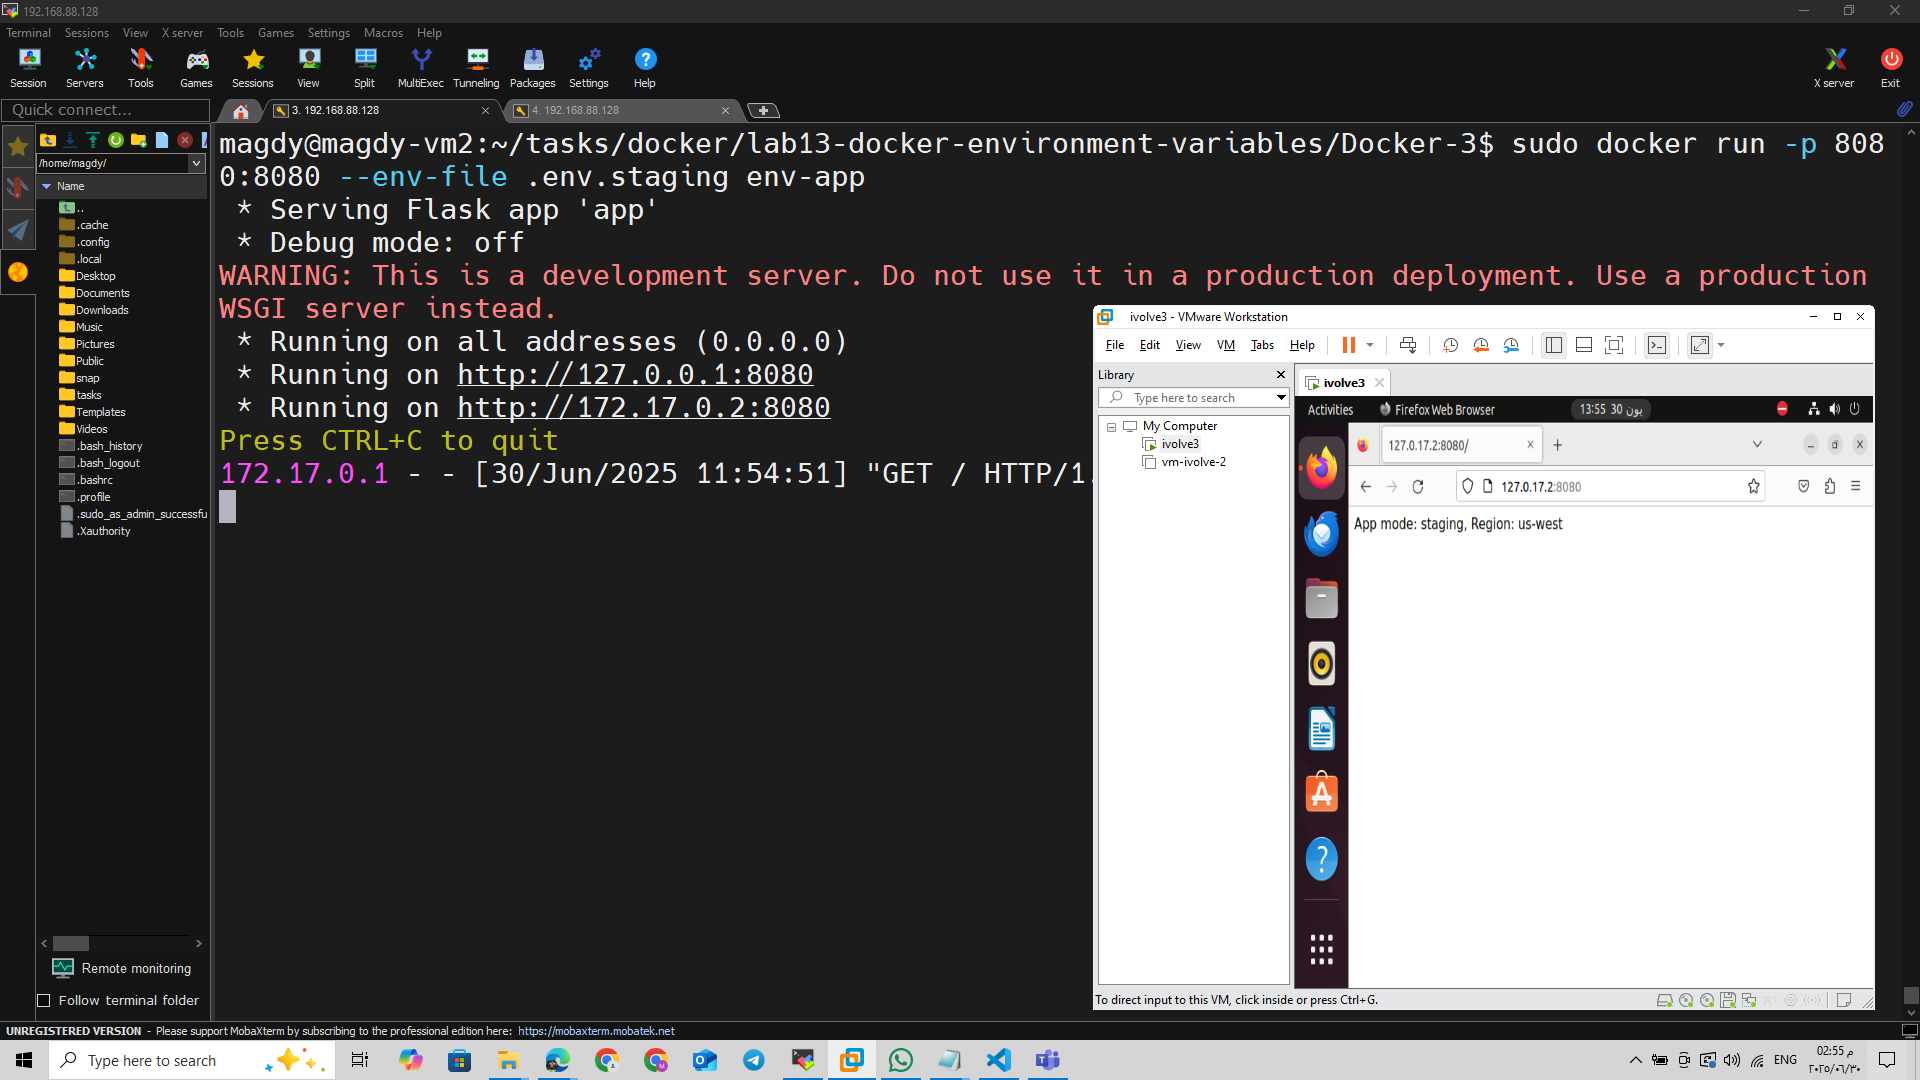 192.168.88.128
Terminal Sessions View X server Tools Games Settings Macros Help
Session Servers Tools Games Sessions View Split MultiExec Tunneling Packages Settings Help X server Exit
Quick connect...
3. 192.168.88.128
4. 192.168.88.128
/home/magdy/
Name
..
.cache
.config
.local
Desktop
Documents
Downloads
Music
Pictures
Public
snap
tasks
Templates
Videos
.bash_history
.bash_logout
.bashrc
.profile
.sudo_as_admin_successfu
.Xauthority
Remote monitoring
Follow terminal folder
magdy@magdy-vm2:~/tasks/docker/lab13-docker-environment-variables/Docker-3$ sudo docker run -p 808
0:8080 --env-file .env.staging env-app
* Serving Flask app 'app'
* Debug mode: off
WARNING: This is a development server. Do not use it in a production deployment. Use a production
WSGI server instead.
* Running on all addresses (0.0.0.0)
* Running on http://127.0.0.1:8080
* Running on http://172.17.0.2:8080
Press CTRL+C to quit
172.17.0.1 - - [30/Jun/2025 11:54:51] "GET / HTTP/1.
ivolve3 - VMware Workstation
File Edit View VM Tabs Help
Library
Type here to search
My Computer
ivolve3
vm-ivolve-2
ivolve3
Activities Firefox Web Browser 13:55 30 يون
127.0.17.2:8080/
127.0.17.2:8080
App mode: staging, Region: us-west
To direct input to this VM, click inside or press Ctrl+G.
UNREGISTERED VERSION - Please support MobaXterm by subscribing to the professional edition here: https://mobaxterm.mobatek.net
Type here to search
ENG
02:55 م
٢٠٢٥/٠٦/٣٠